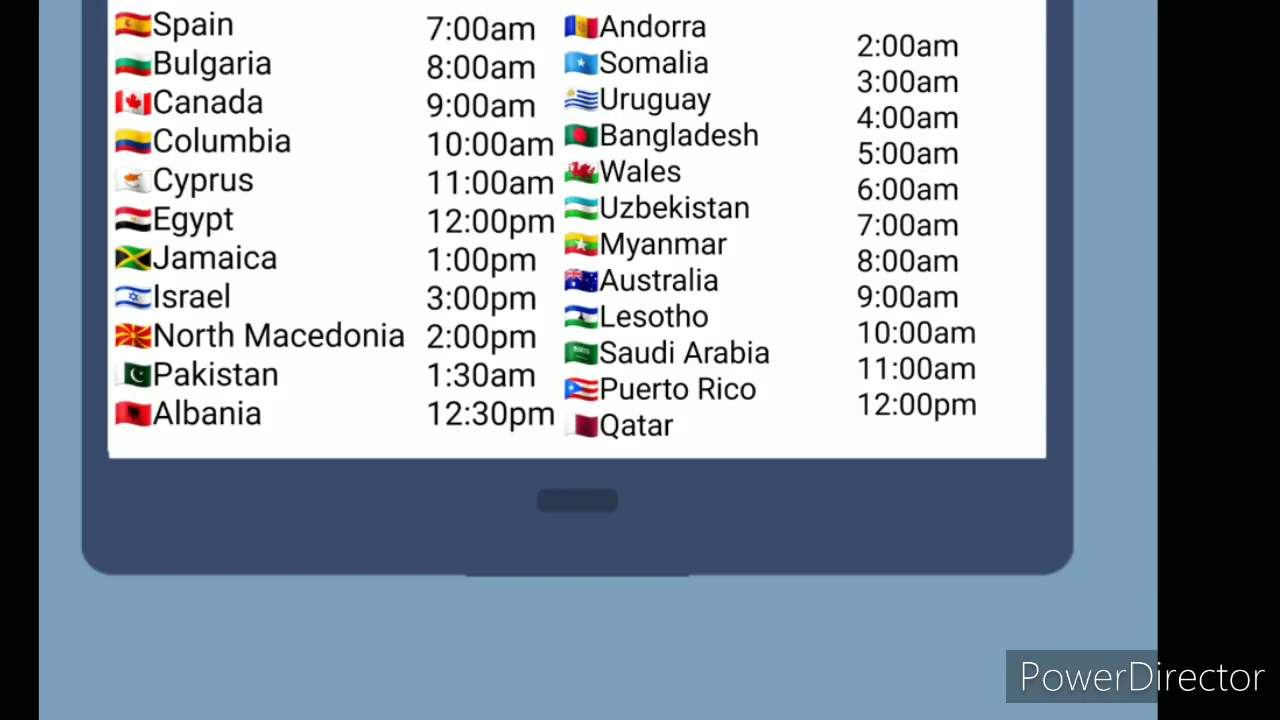 🇪🇸Spain 7:00am
🇧🇬Bulgaria 8:00am
🇨🇦Canada 9:00am
🇨🇴Columbia 10:00am
🇨🇾Cyprus 11:00am
🇪🇬Egypt 12:00pm
🇯🇲Jamaica 1:00pm
🇮🇱Israel 3:00pm
🇲🇰North Macedonia 2:00pm
🇵🇰Pakistan 1:30am
🇦🇱Albania 12:30pm
🇦🇩Andorra
2:00am
🇸🇴Somalia
3:00am
🇺🇾Uruguay
4:00am
🇧🇩Bangladesh
5:00am
🏴󠁧󠁢󠁷󠁬󠁳󠁿Wales
6:00am
🇺🇿Uzbekistan
7:00am
🇲🇲Myanmar
8:00am
🇦🇺Australia
9:00am
🇱🇸Lesotho
10:00am
🇸🇦Saudi Arabia
11:00am
🇵🇷Puerto Rico
12:00pm
🇶🇦Qatar
PowerDirector